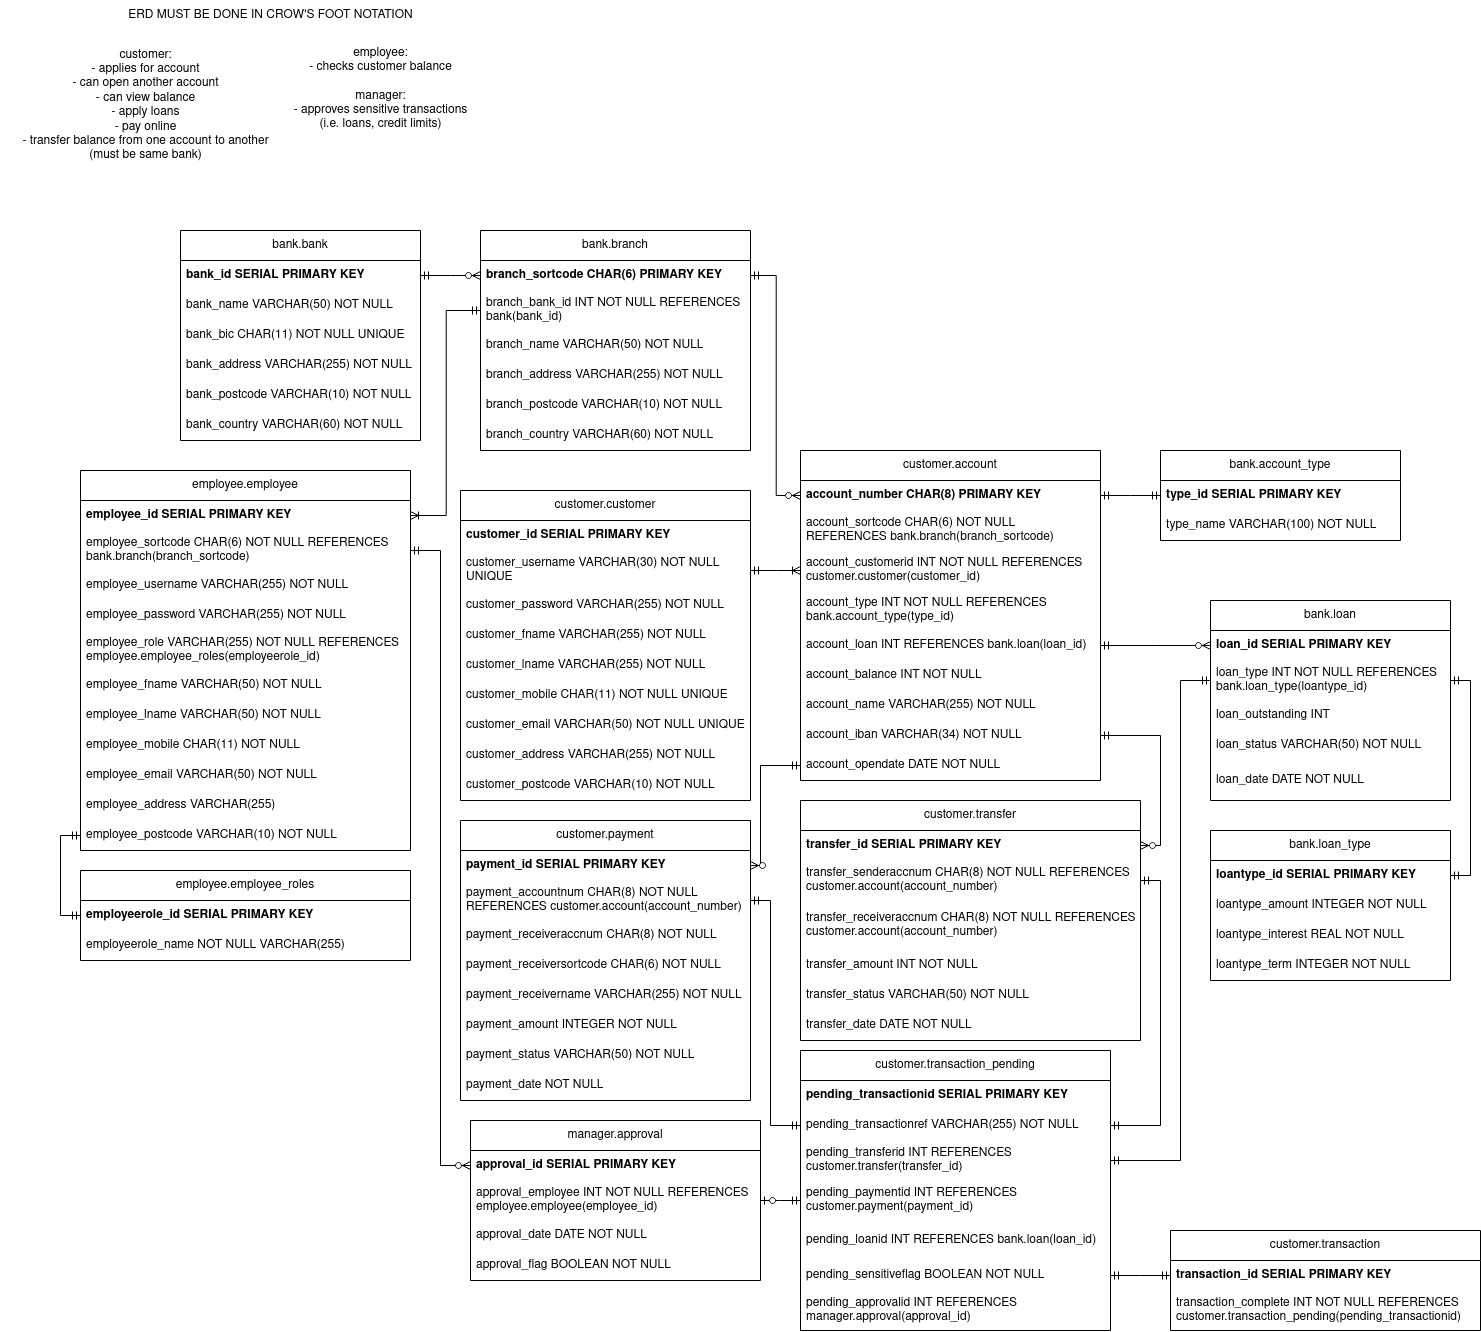 ERD MUST BE DONE IN CROW'S FOOT NOTATION
customer:
- applies for account
- can open another account
- can view balance
- apply loans
- pay online
- transfer balance from one account to another
(must be same bank)
employee:
- checks customer balance
manager:
- approves sensitive transactions
(i.e. loans, credit limits)
bank.bank
bank_id SERIAL PRIMARY KEY
bank_name VARCHAR(50) NOT NULL
bank_bic CHAR(11) NOT NULL UNIQUE
bank_address VARCHAR(255) NOT NULL
bank_postcode VARCHAR(10) NOT NULL
bank_country VARCHAR(60) NOT NULL
bank.branch
branch_sortcode CHAR(6) PRIMARY KEY
branch_bank_id INT NOT NULL REFERENCES
bank(bank_id)
branch_name VARCHAR(50) NOT NULL
branch_address VARCHAR(255) NOT NULL
branch_postcode VARCHAR(10) NOT NULL
branch_country VARCHAR(60) NOT NULL
employee.employee
employee_id SERIAL PRIMARY KEY
employee_sortcode CHAR(6) NOT NULL REFERENCES
bank.branch(branch_sortcode)
employee_username VARCHAR(255) NOT NULL
employee_password VARCHAR(255) NOT NULL
employee_role VARCHAR(255) NOT NULL REFERENCES
employee.employee_roles(employeerole_id)
employee_fname VARCHAR(50) NOT NULL
employee_lname VARCHAR(50) NOT NULL
employee_mobile CHAR(11) NOT NULL
employee_email VARCHAR(50) NOT NULL
employee_address VARCHAR(255)
employee_postcode VARCHAR(10) NOT NULL
employee.employee_roles
employeerole_id SERIAL PRIMARY KEY
employeerole_name NOT NULL VARCHAR(255)
customer.customer
customer_id SERIAL PRIMARY KEY
customer_username VARCHAR(30) NOT NULL
UNIQUE
customer_password VARCHAR(255) NOT NULL
customer_fname VARCHAR(255) NOT NULL
customer_lname VARCHAR(255) NOT NULL
customer_mobile CHAR(11) NOT NULL UNIQUE
customer_email VARCHAR(50) NOT NULL UNIQUE
customer_address VARCHAR(255) NOT NULL
customer_postcode VARCHAR(10) NOT NULL
customer.account
account_number CHAR(8) PRIMARY KEY
account_sortcode CHAR(6) NOT NULL
REFERENCES bank.branch(branch_sortcode)
account_customerid INT NOT NULL REFERENCES
customer.customer(customer_id)
account_type INT NOT NULL REFERENCES
bank.account_type(type_id)
account_loan INT REFERENCES bank.loan(loan_id)
account_balance INT NOT NULL
account_name VARCHAR(255) NOT NULL
account_iban VARCHAR(34) NOT NULL
account_opendate DATE NOT NULL
bank.account_type
type_id SERIAL PRIMARY KEY
type_name VARCHAR(100) NOT NULL
bank.loan
loan_id SERIAL PRIMARY KEY
loan_type INT NOT NULL REFERENCES
bank.loan_type(loantype_id)
loan_outstanding INT
loan_status VARCHAR(50) NOT NULL
loan_date DATE NOT NULL
bank.loan_type
loantype_id SERIAL PRIMARY KEY
loantype_amount INTEGER NOT NULL
loantype_interest REAL NOT NULL
loantype_term INTEGER NOT NULL
customer.payment
payment_id SERIAL PRIMARY KEY
payment_accountnum CHAR(8) NOT NULL
REFERENCES customer.account(account_number)
payment_receiveraccnum CHAR(8) NOT NULL
payment_receiversortcode CHAR(6) NOT NULL
payment_receivername VARCHAR(255) NOT NULL
payment_amount INTEGER NOT NULL
payment_status VARCHAR(50) NOT NULL
payment_date NOT NULL
customer.transfer
transfer_id SERIAL PRIMARY KEY
transfer_senderaccnum CHAR(8) NOT NULL REFERENCES
customer.account(account_number)
transfer_receiveraccnum CHAR(8) NOT NULL REFERENCES
customer.account(account_number)
transfer_amount INT NOT NULL
transfer_status VARCHAR(50) NOT NULL
transfer_date DATE NOT NULL
manager.approval
approval_id SERIAL PRIMARY KEY
approval_employee INT NOT NULL REFERENCES
employee.employee(employee_id)
approval_date DATE NOT NULL
approval_flag BOOLEAN NOT NULL
customer.transaction_pending
pending_transactionid SERIAL PRIMARY KEY
pending_transactionref VARCHAR(255) NOT NULL
pending_transferid INT REFERENCES
customer.transfer(transfer_id)
pending_paymentid INT REFERENCES
customer.payment(payment_id)
pending_loanid INT REFERENCES bank.loan(loan_id)
pending_sensitiveflag BOOLEAN NOT NULL
pending_approvalid INT REFERENCES
manager.approval(approval_id)
customer.transaction
transaction_id SERIAL PRIMARY KEY
transaction_complete INT NOT NULL REFERENCES
customer.transaction_pending(pending_transactionid)